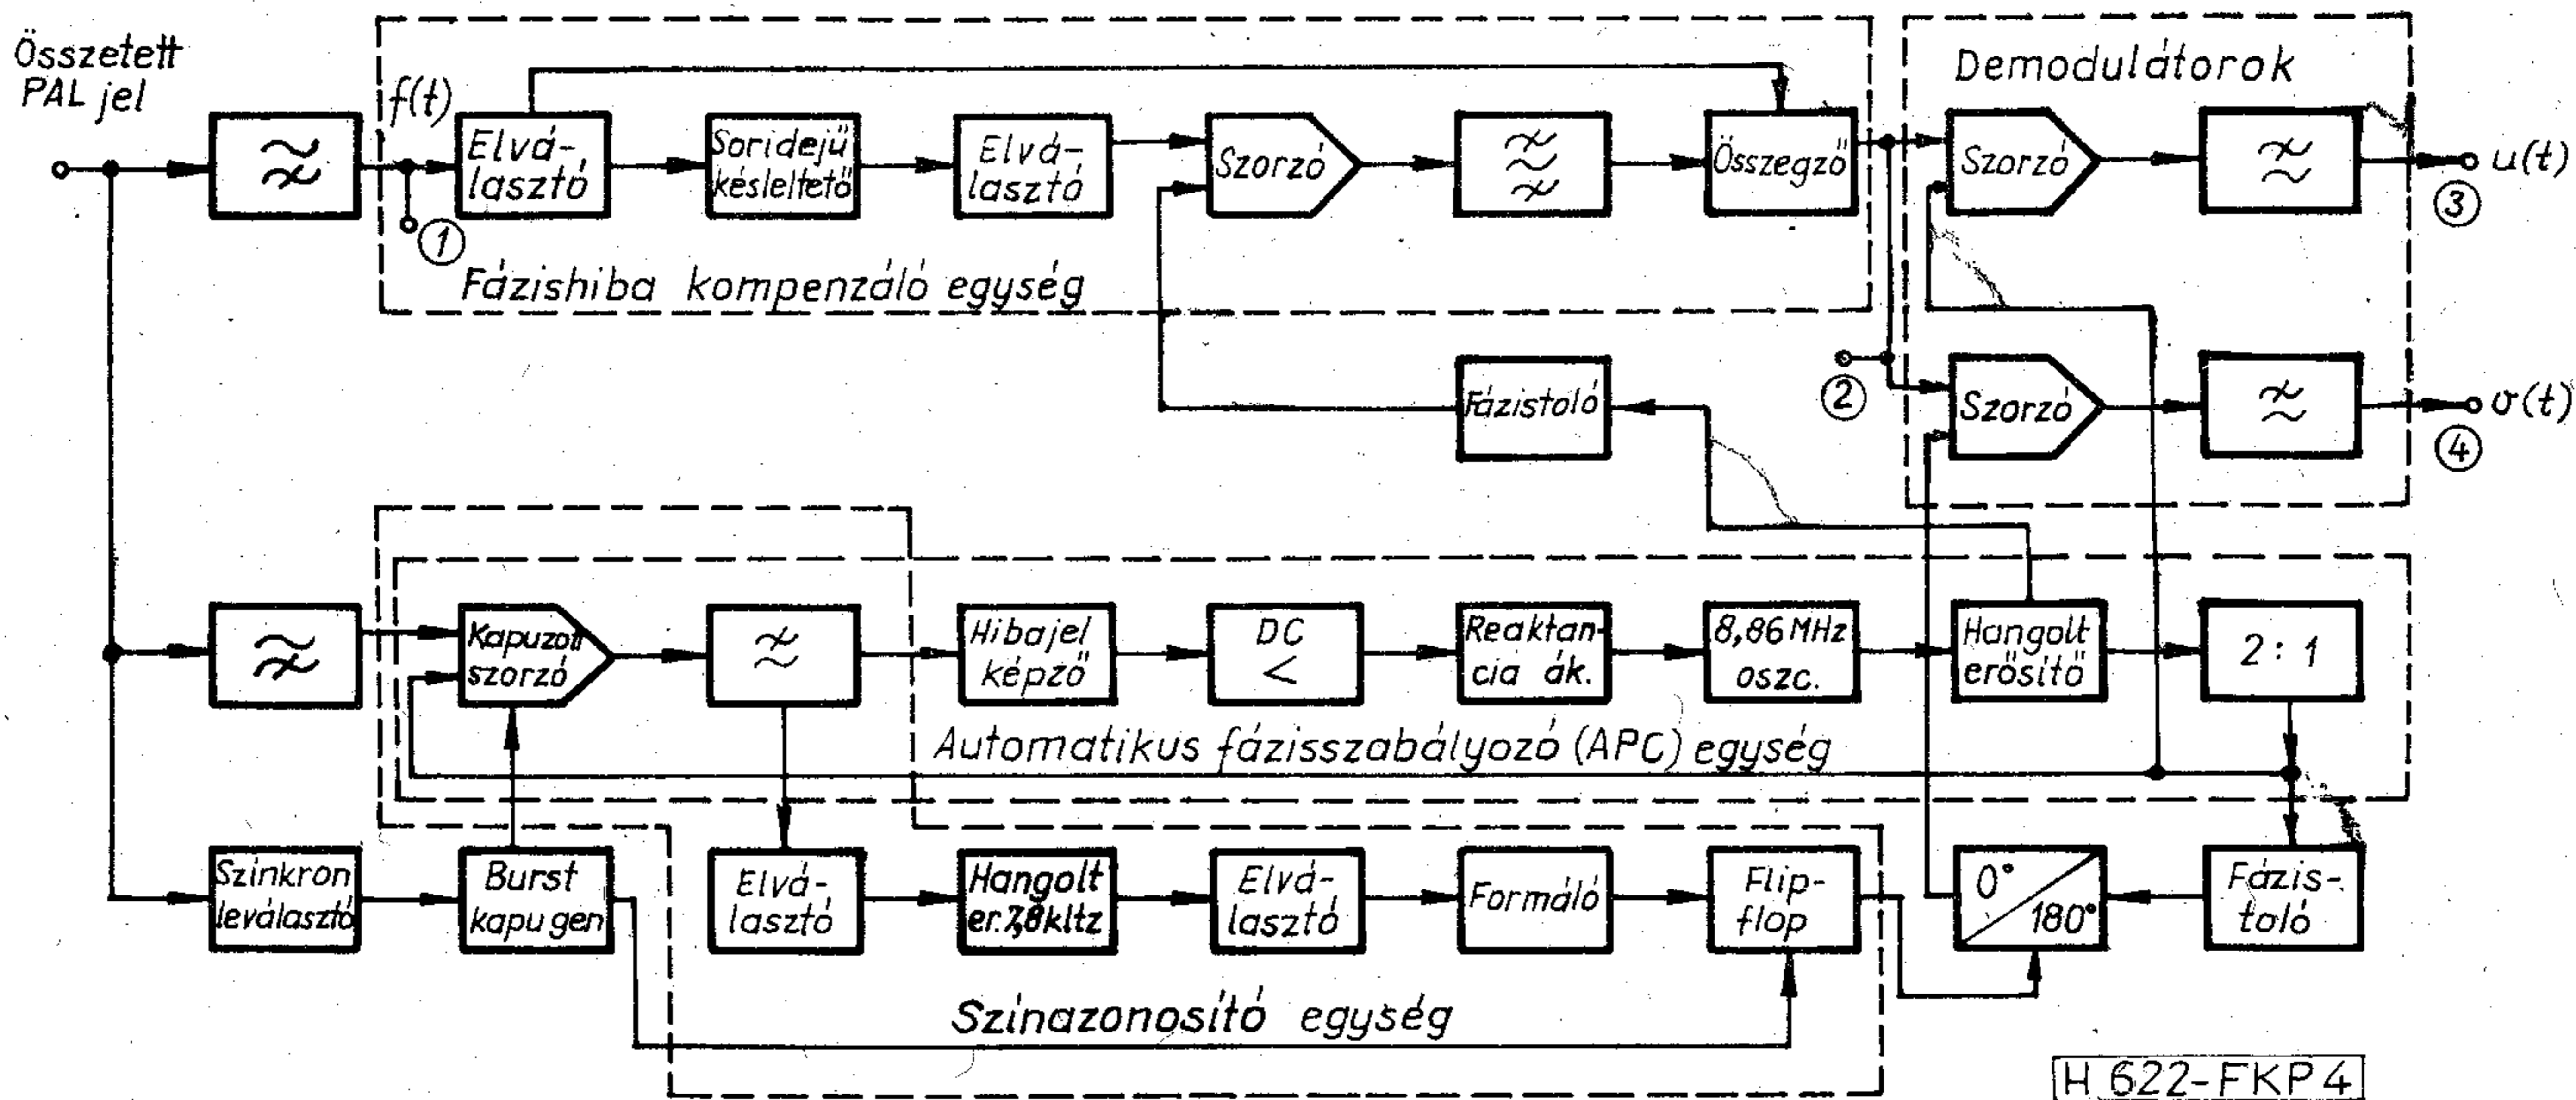 Összetett
PAL jel
f(t)
Elvá-
lasztó
Soridejű
késleltető
Elvá-
lasztó
Szorzó
Összegző
Demodulátorok
Szorzó
u(t)
①
③
Fázishiba kompenzáló egység
②
Fázistoló
Szorzó
v(t)
④
Kapuzott
szorzó
Hibajel
képző
DC
<
Reaktan-
cia ák.
8,86 MHz
oszc.
Hangolt
erősítő
2:1
Automatikus fázisszabályozó (APC) egység
Szinkron
leválasztó
Burst
kapu gen
Elvá-
lasztó
Hangolt
er. 7,8 kHz
Elvá-
lasztó
Formáló
Flip-
flop
0°
180°
Fázis-
toló
Szinazonosító egység
H 622-FKP4